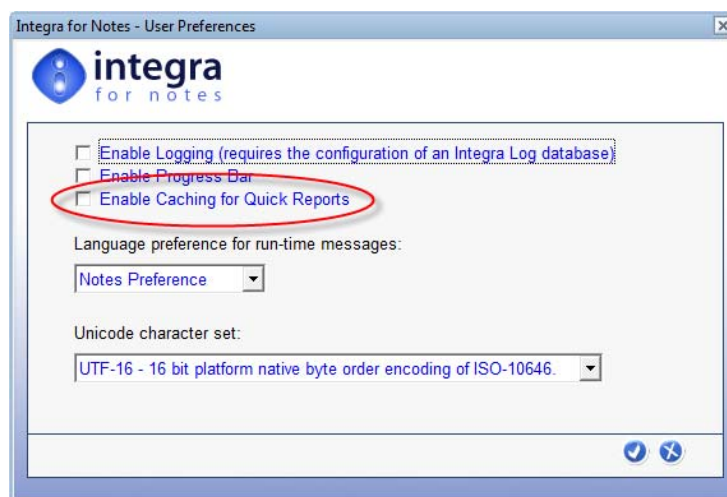 Integra for Notes - User Preferences
integra
for notes
Enable Logging (requires the configuration of an Integra Log database)
Enable Progress Bar
Enable Caching for Quick Reports
Language preference for run-time messages:
Notes Preference
Unicode character set:
UTF-16 - 16 bit platform native byte order encoding of ISO-10646.